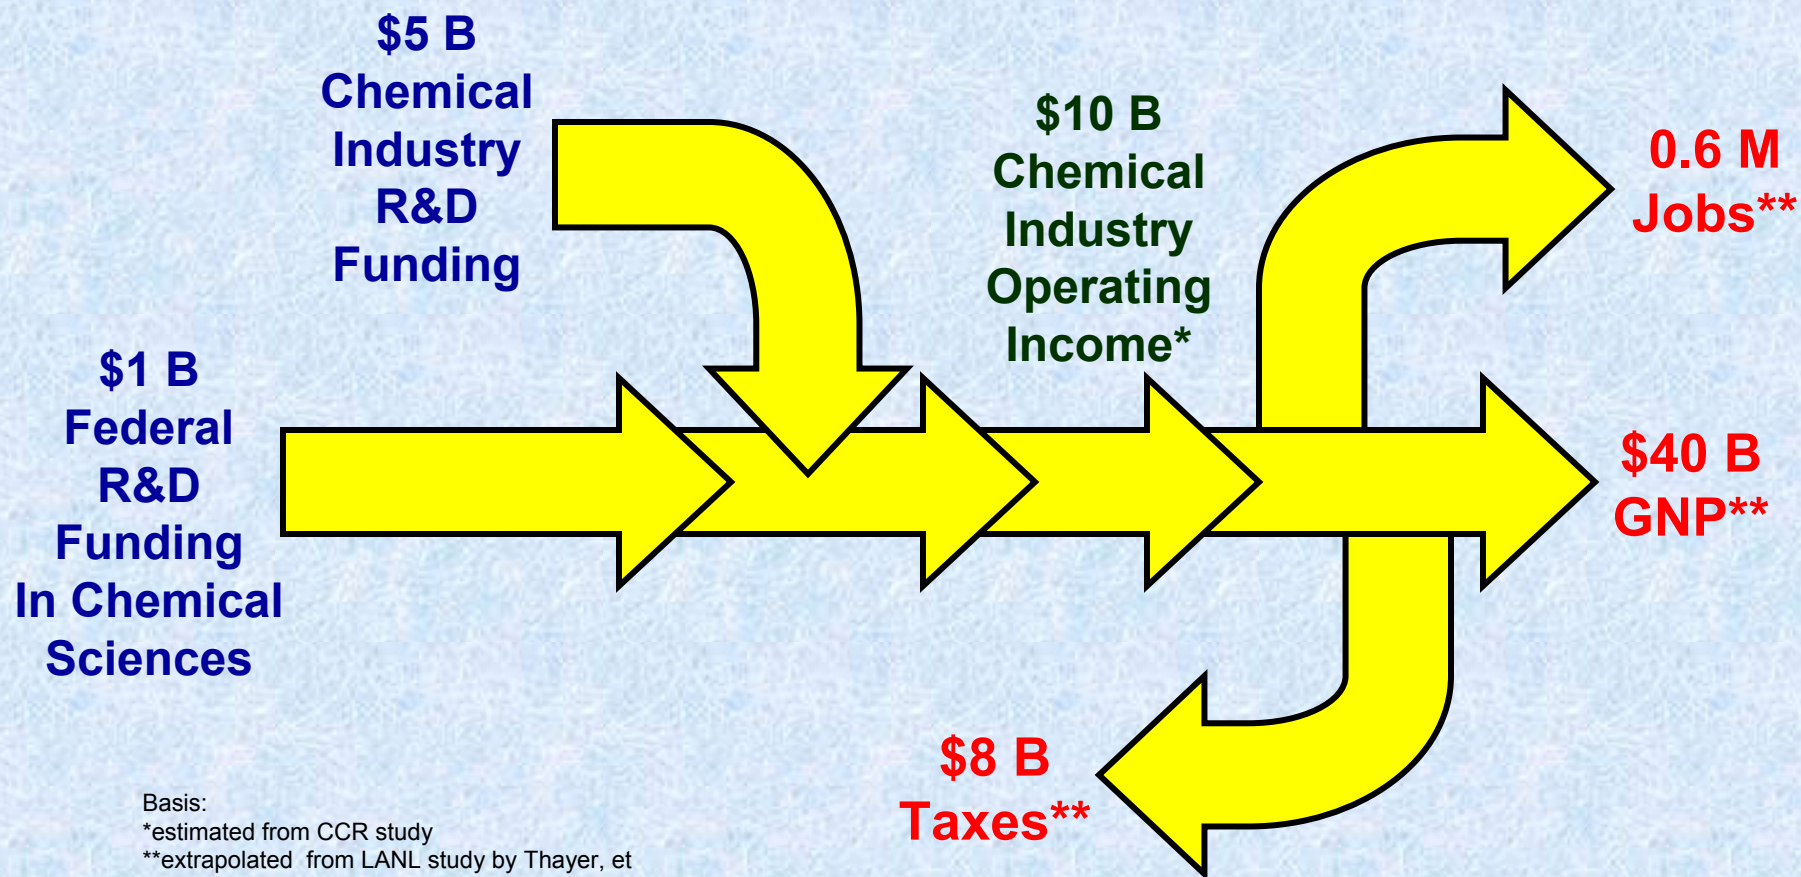 $5 B
Chemical
Industry
R&D
Funding
$1 B
Federal
R&D
Funding
In Chemical
Sciences
$10 B
Chemical
Industry
Operating
Income*
0.6 M
Jobs**
$40 B
GNP**
$8 B
Taxes**
Basis:
*estimated from CCR study
**extrapolated from LANL study by Thayer, et